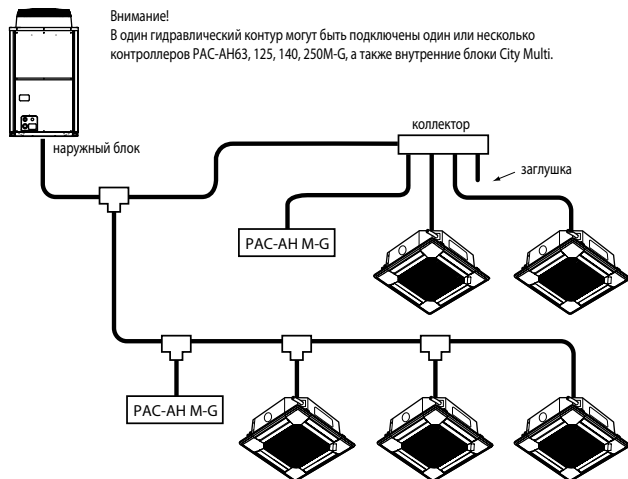 Внимание!
В один гидравлический контур могут быть подключены один или несколько
контроллеров PAC-AH63, 125, 140, 250M-G, а также внутренние блоки City Multi.
коллектор
наружный блок
заглушка
PAC-AH M-G
PAC-AH M-G